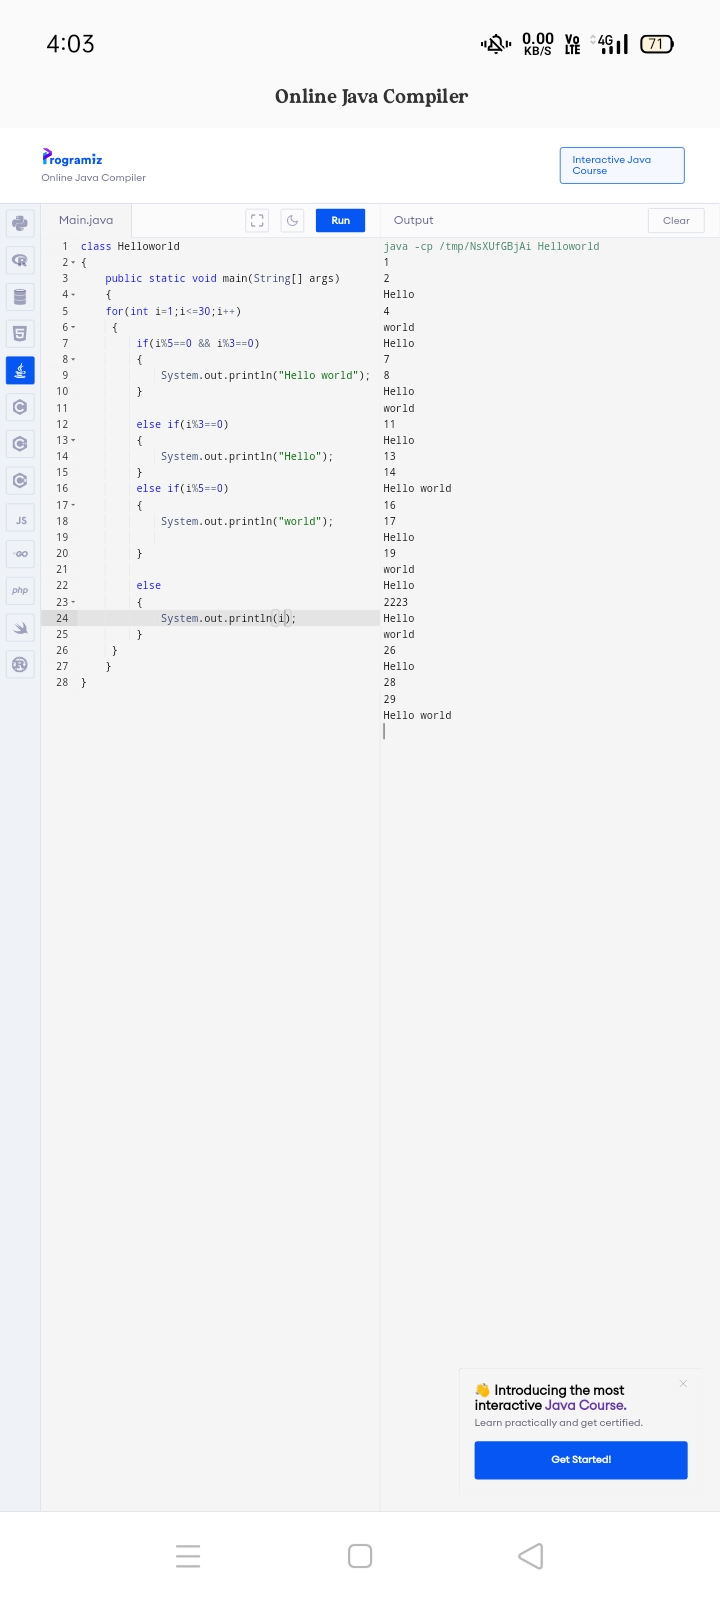 4:03
0.00 KB/S Vo LTE 4G 71
Online Java Compiler
Programiz
Online Java Compiler
Interactive Java
Course
Main.java
Run
Output
Clear
1 class Helloworld
2 {
3 public static void main(String[] args)
4 {
5 for(int i=1;i<=30;i++)
6 {
7 if(i%5==0 && i%3==0)
8 {
9 System.out.println("Hello world");
10 }
11
12 else if(i%3==0)
13 {
14 System.out.println("Hello");
15 }
16 else if(i%5==0)
17 {
18 System.out.println("world");
19
20 }
21
22 else
23 {
24 System.out.println(i);
25 }
26 }
27 }
28 }
java -cp /tmp/NsXUfGBjAi Helloworld
1
2
Hello
4
world
Hello
7
8
Hello
world
11
Hello
13
14
Hello world
16
17
Hello
19
world
Hello
2223
Hello
world
26
Hello
28
29
Hello world
JS
GO
php
👋 Introducing the most
interactive Java Course.
Learn practically and get certified.
Get Started!